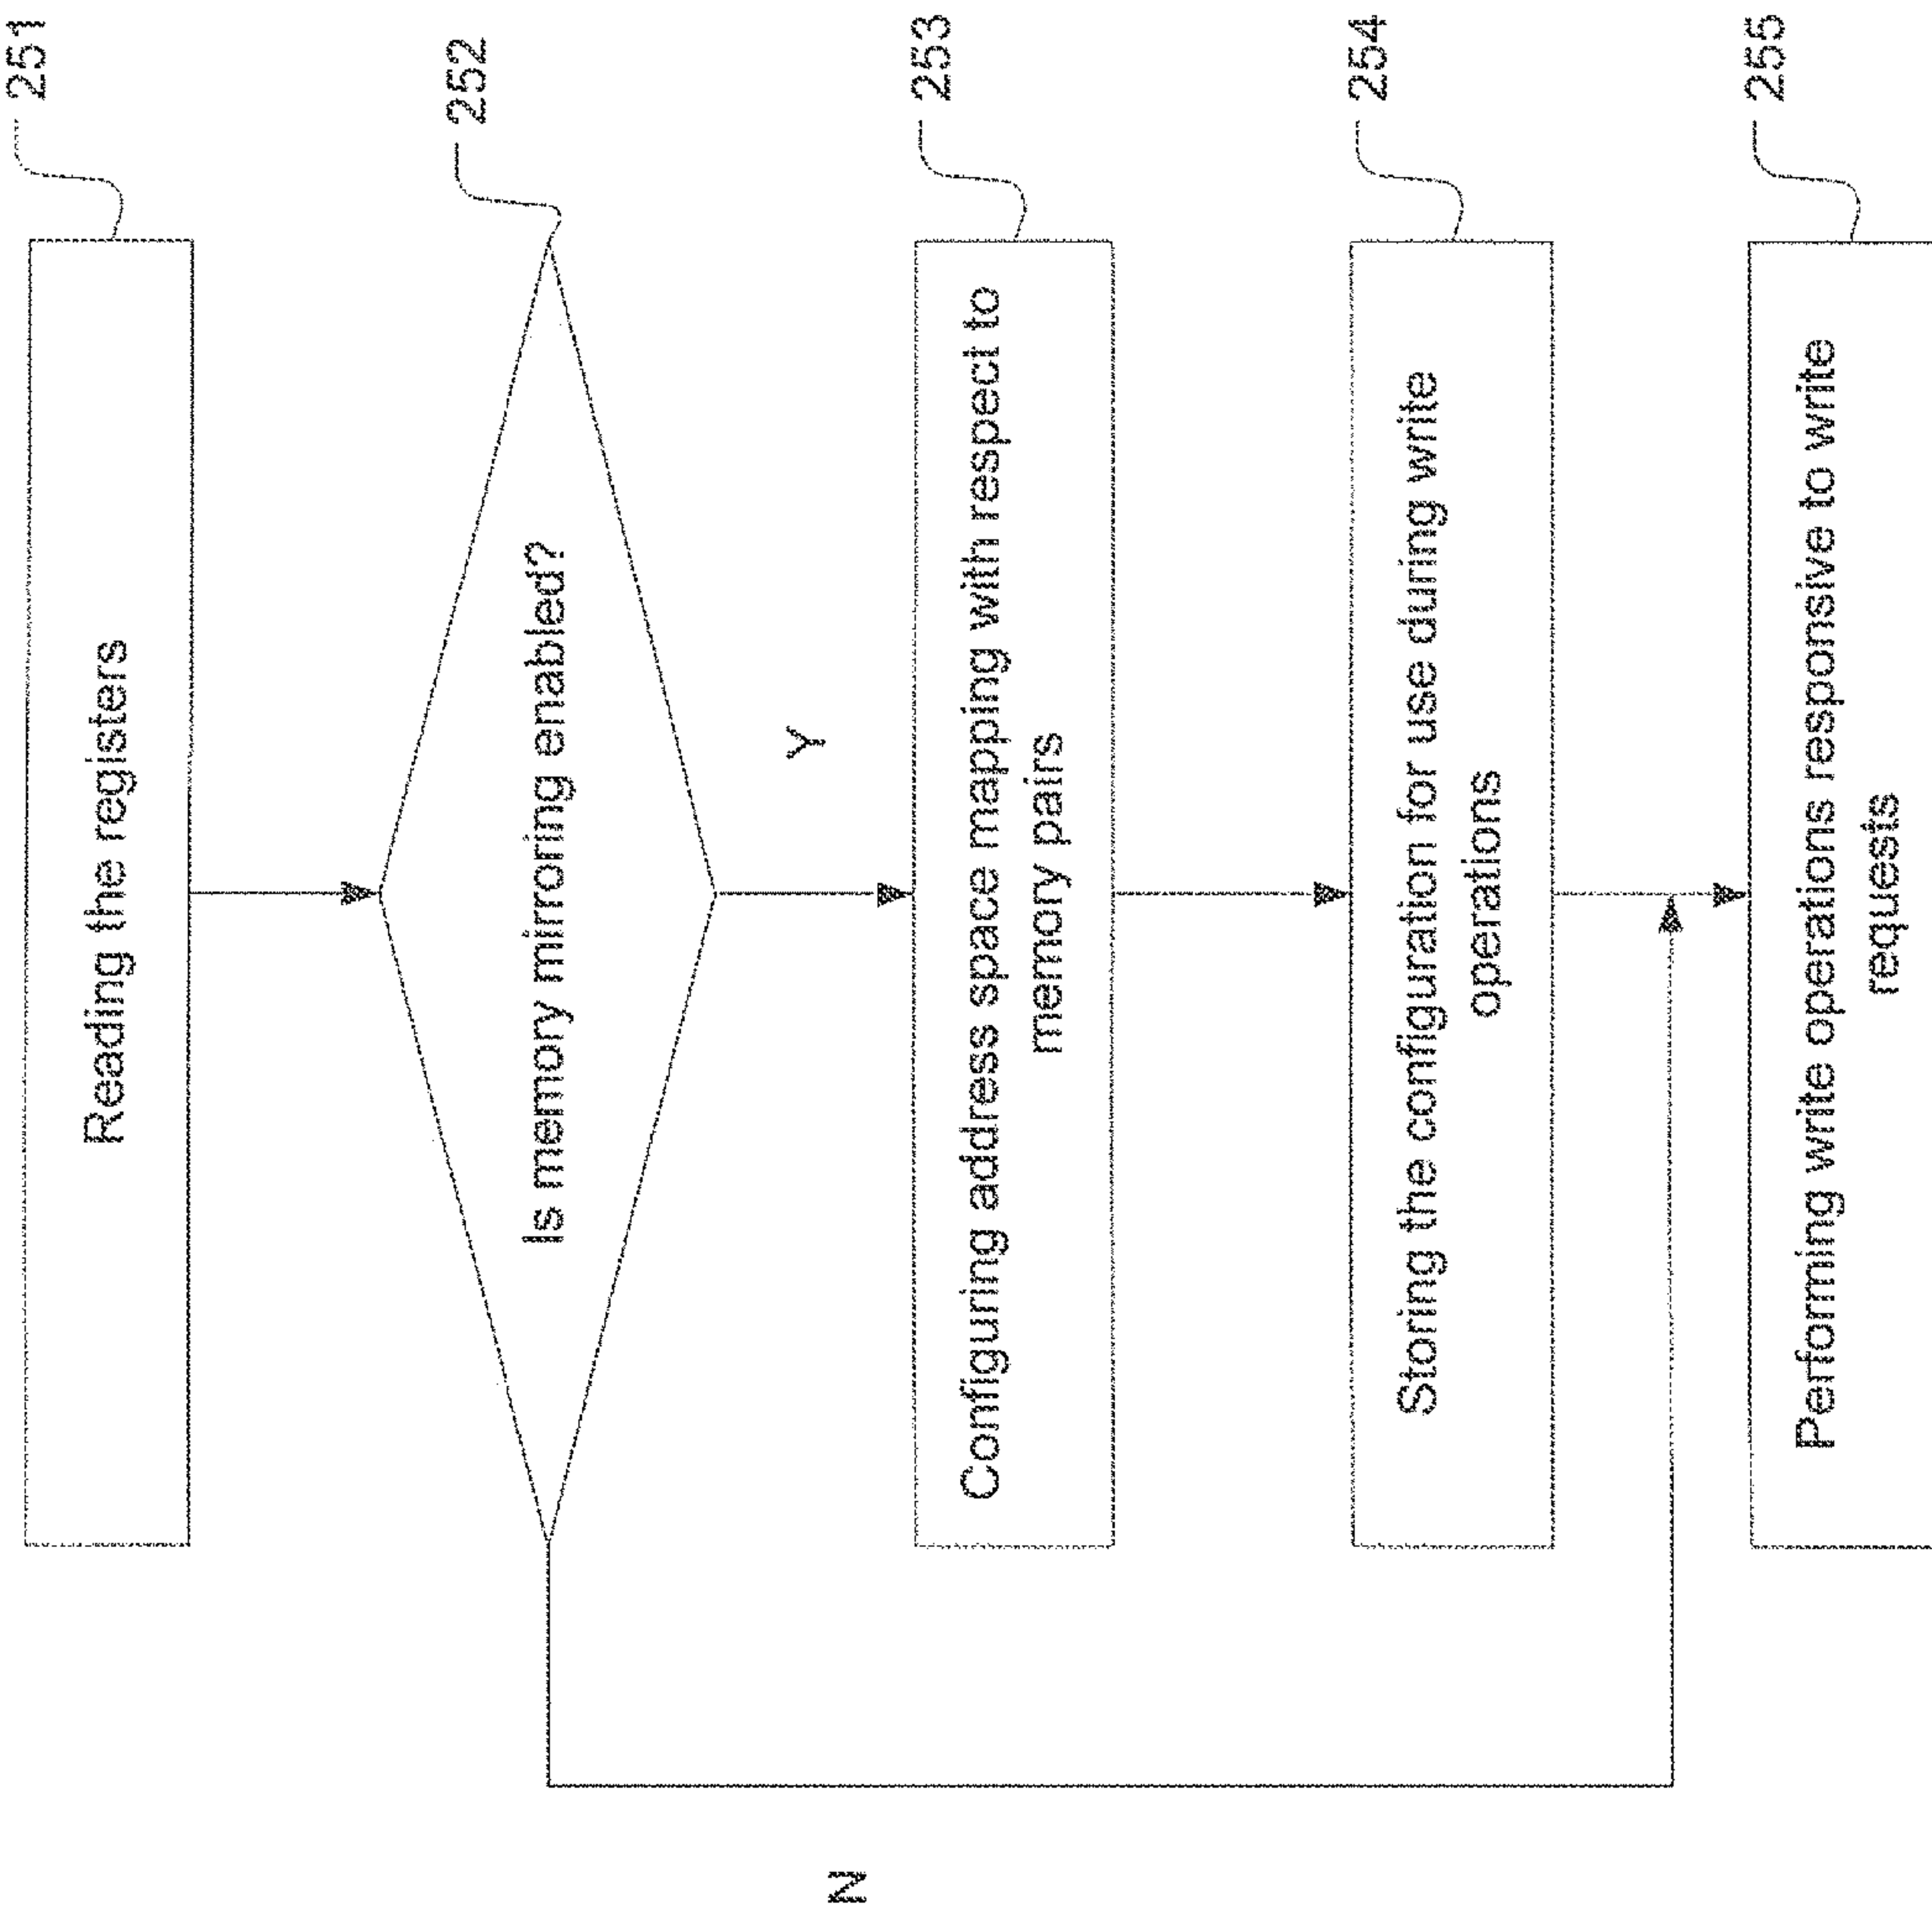 Reading the registers
251
Is memory mirroring enabled?
252
Y
N
Configuring address space mapping with respect to
memory pairs
253
Storing the configuration for use during write
operations
254
Performing write operations responsive to write
requests
255